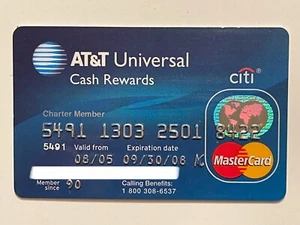 AT&T Universal
Cash Rewards
citi
Charter Member
5491 1303 2501 8422
5491 Valid from Expiration date
08/05 09/30/08 M
MasterCard
Member since 90
Calling Benefits:
1 800 308-6537